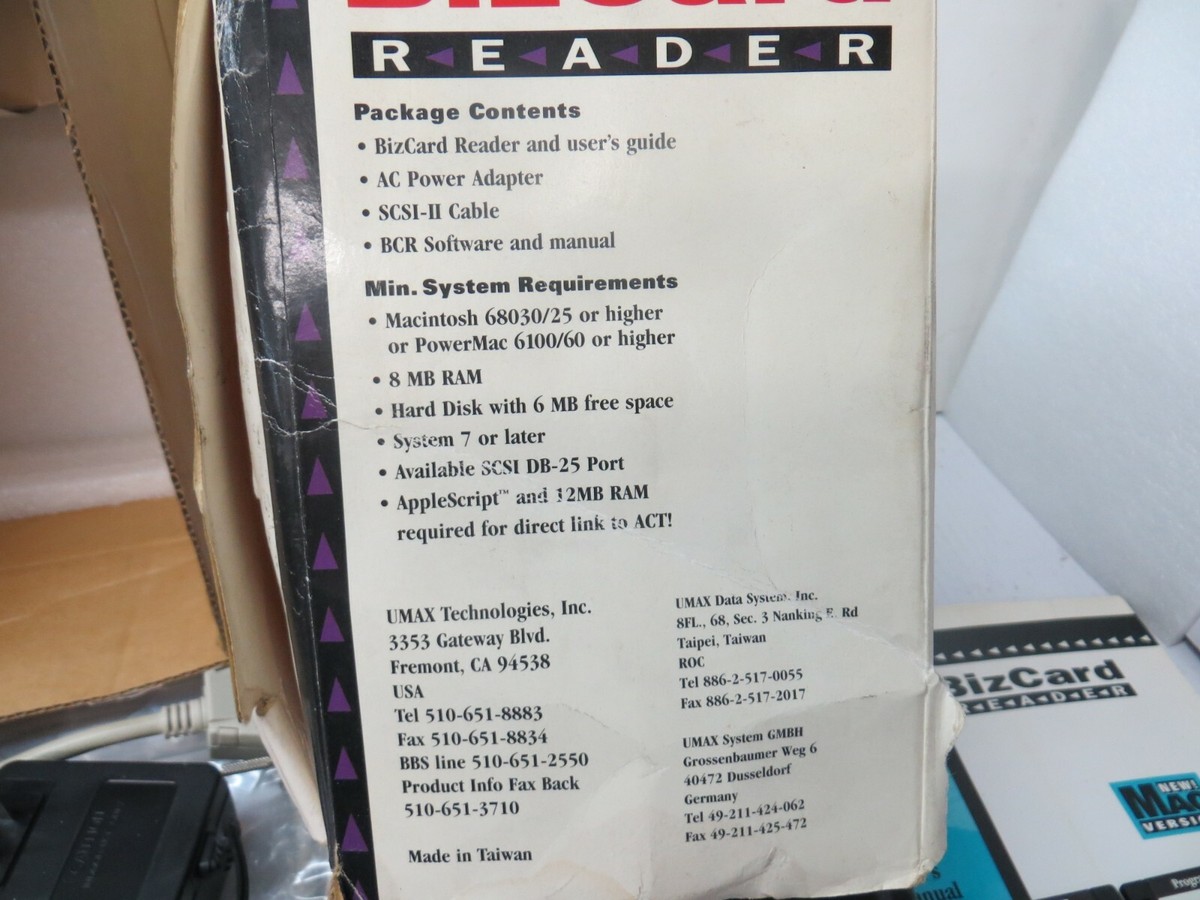 BizCard
READER
Package Contents
• BizCard Reader and user's guide
• AC Power Adapter
• SCSI-II Cable
• BCR Software and manual
Min. System Requirements
• Macintosh 68030/25 or higher
or PowerMac 6100/60 or higher
• 8 MB RAM
• Hard Disk with 6 MB free space
• System 7 or later
• Available SCSI DB-25 Port
• AppleScript™ and 12MB RAM
required for direct link to ACT!
UMAX Technologies, Inc.
3353 Gateway Blvd.
Fremont, CA 94538
USA
Tel 510-651-8883
Fax 510-651-8834
BBS line 510-651-2550
Product Info Fax Back
510-651-3710
Made in Taiwan
UMAX Data System, Inc.
8FL., 68, Sec. 3 Nanking E. Rd
Taipei, Taiwan
ROC
Tel 886-2-517-0055
Fax 886-2-517-2017
UMAX System GMBH
Grossenbaumer Weg 6
40472 Dusseldorf
Germany
Tel 49-211-424-062
Fax 49-211-425-472
BizCard
READER
NEW!
Mac
VERSIO